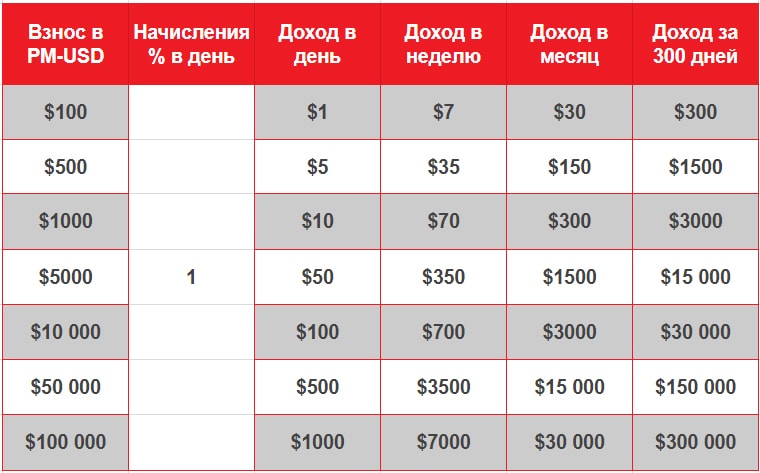 Взнос в PM-USD Начисления % в день Доход в день Доход в неделю Доход в месяц Доход за 300 дней
$100 $1 $7 $30 $300
$500 $5 $35 $150 $1500
$1000 $10 $70 $300 $3000
$5000 1 $50 $350 $1500 $15 000
$10 000 $100 $700 $3000 $30 000
$50 000 $500 $3500 $15 000 $150 000
$100 000 $1000 $7000 $30 000 $300 000